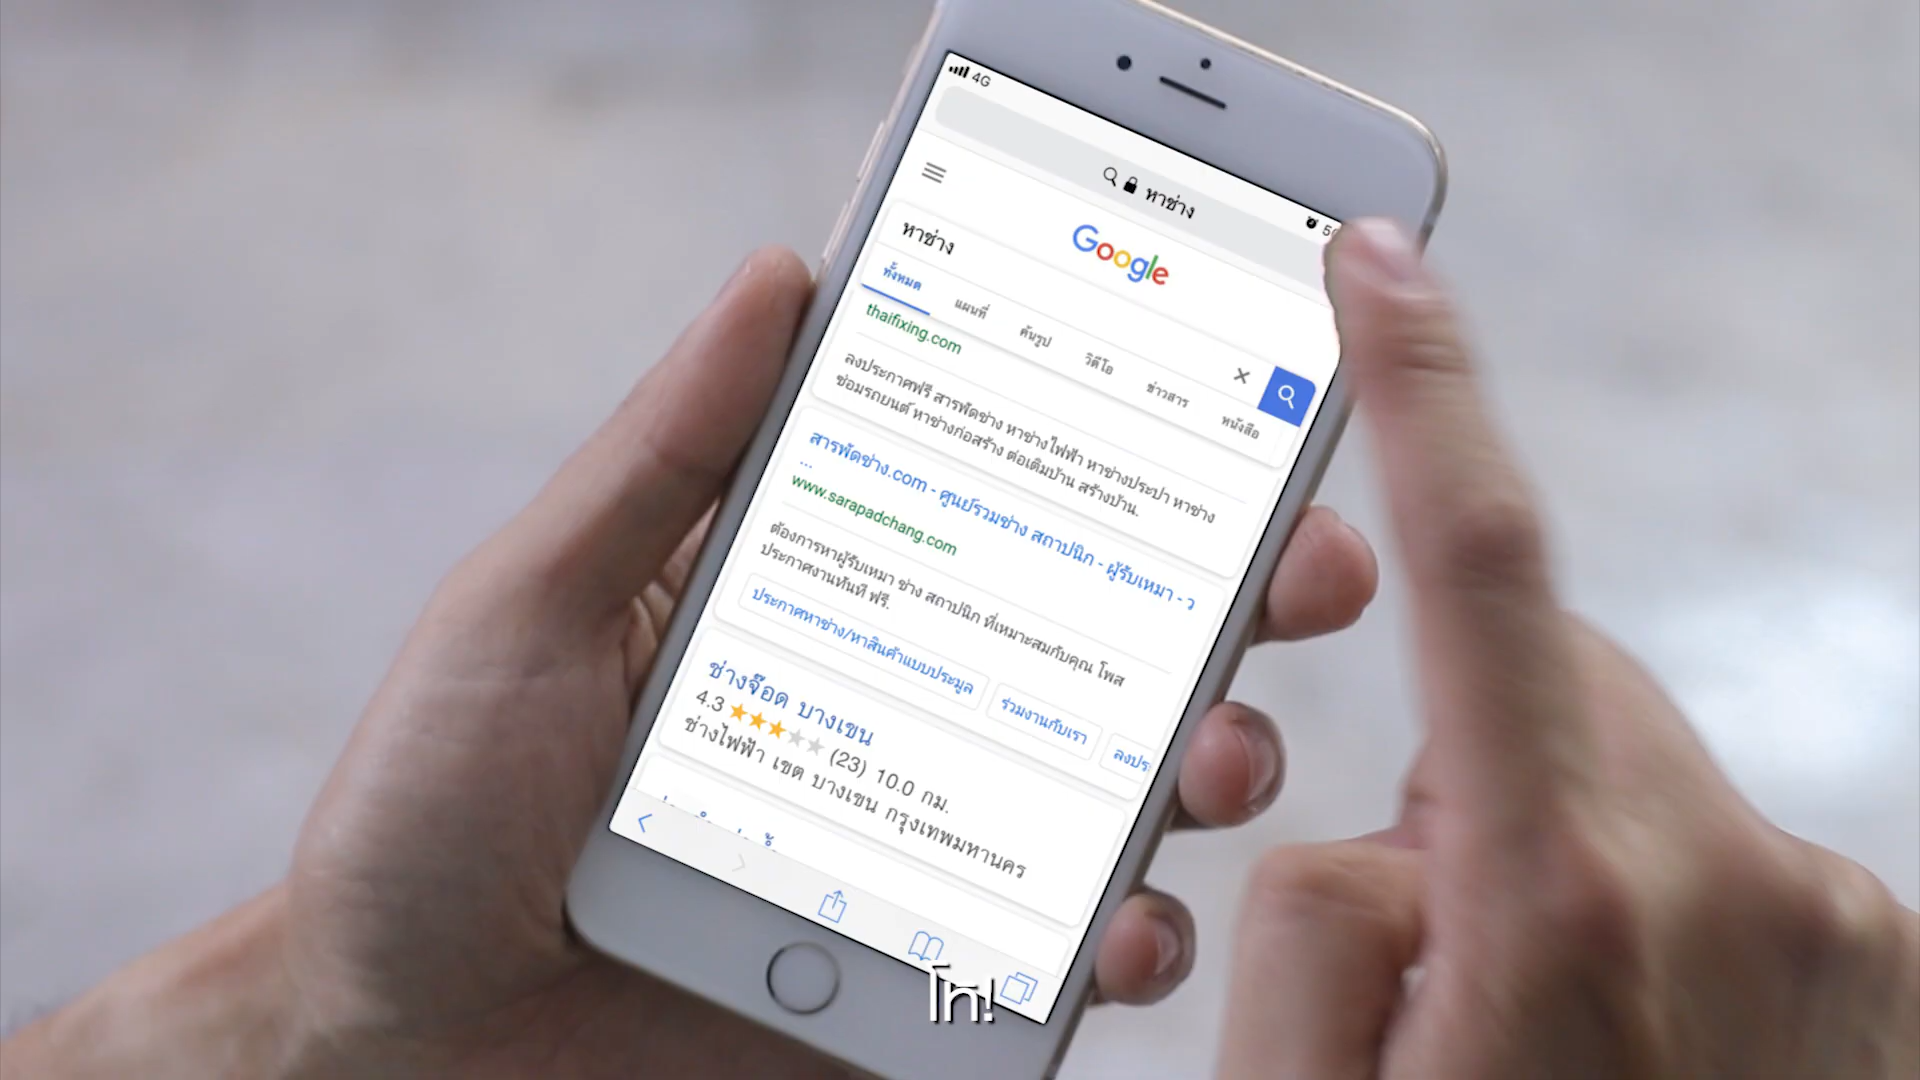 4G
หาช่าง
Google
หาช่าง
ทั้งหมด แผนที่ ค้นรูป วิดีโอ ข่าวสาร หนังสือ
thaifixing.com
ลงประกาศฟรี สารพัดช่าง หาช่างไฟฟ้า หาช่างประปา หาช่าง
ซ่อมรถยนต์ หาช่างก่อสร้าง ต่อเติมบ้าน สร้างบ้าน.
สารพัดช่าง.com - ศูนย์รวมช่าง สถาปนิก - ผู้รับเหมา - ว
...
www.sarapadchang.com
ต้องการหาผู้รับเหมา ช่าง สถาปนิก ที่เหมาะสมกับคุณ โพส
ประกาศงานทันที ฟรี.
ประกาศหาช่าง/หาสินค้าแบบประมูล ร่วมงานกับเรา ลงประ
ช่างจ๊อด บางเขน
4.3 (23) 10.0 กม.
ช่างไฟฟ้า เขต บางเขน กรุงเทพมหานคร
โห!